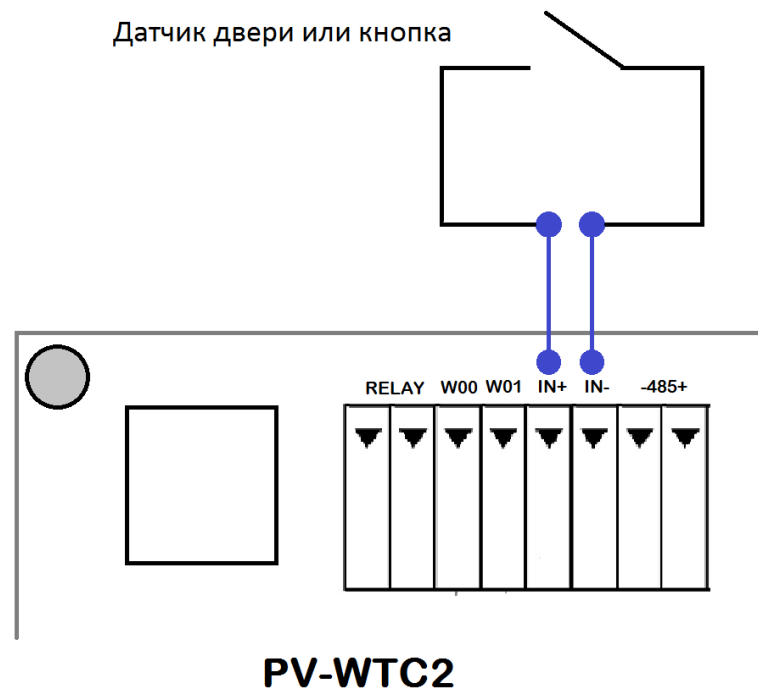 Датчик двери или кнопка
RELAY W00 W01 IN+ IN- -485+
PV-WTC2